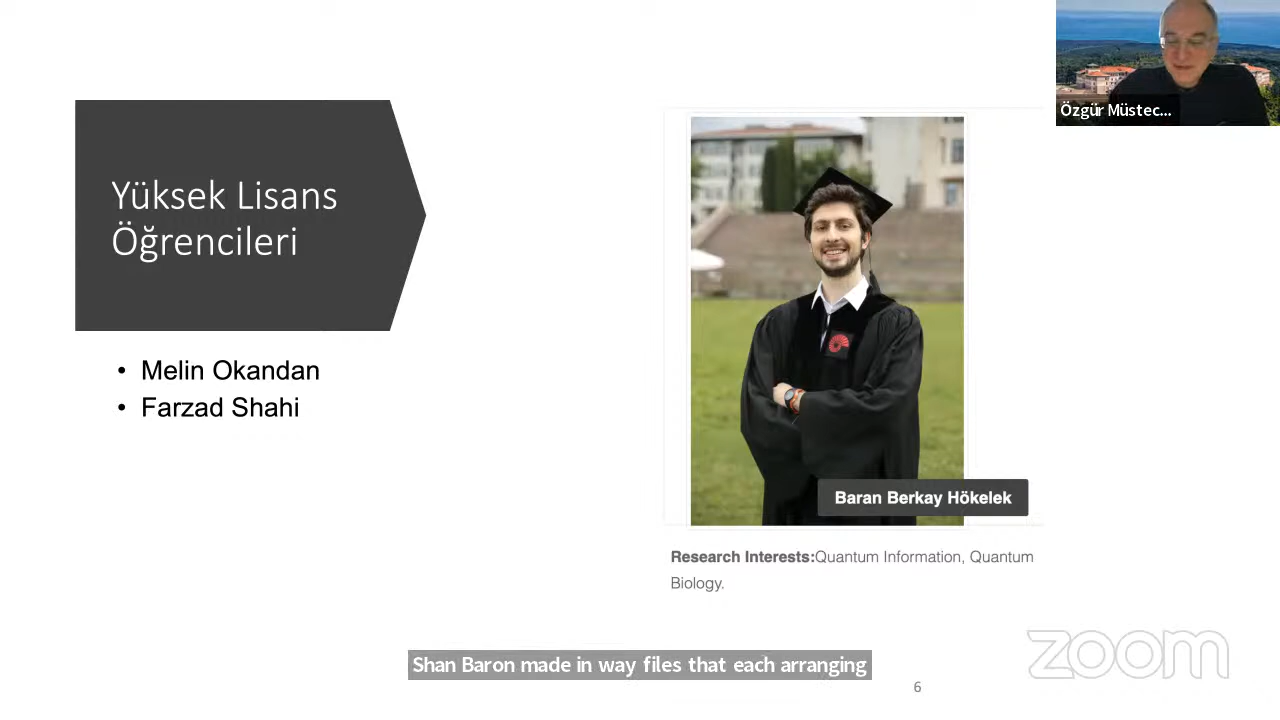 Özgür Müstec...
Yüksek Lisans
Öğrencileri
• Melin Okandan
• Farzad Shahi
Baran Berkay Hökelek
Research Interests:Quantum Information, Quantum
Biology.
Shan Baron made in way files that each arranging
zoom
6